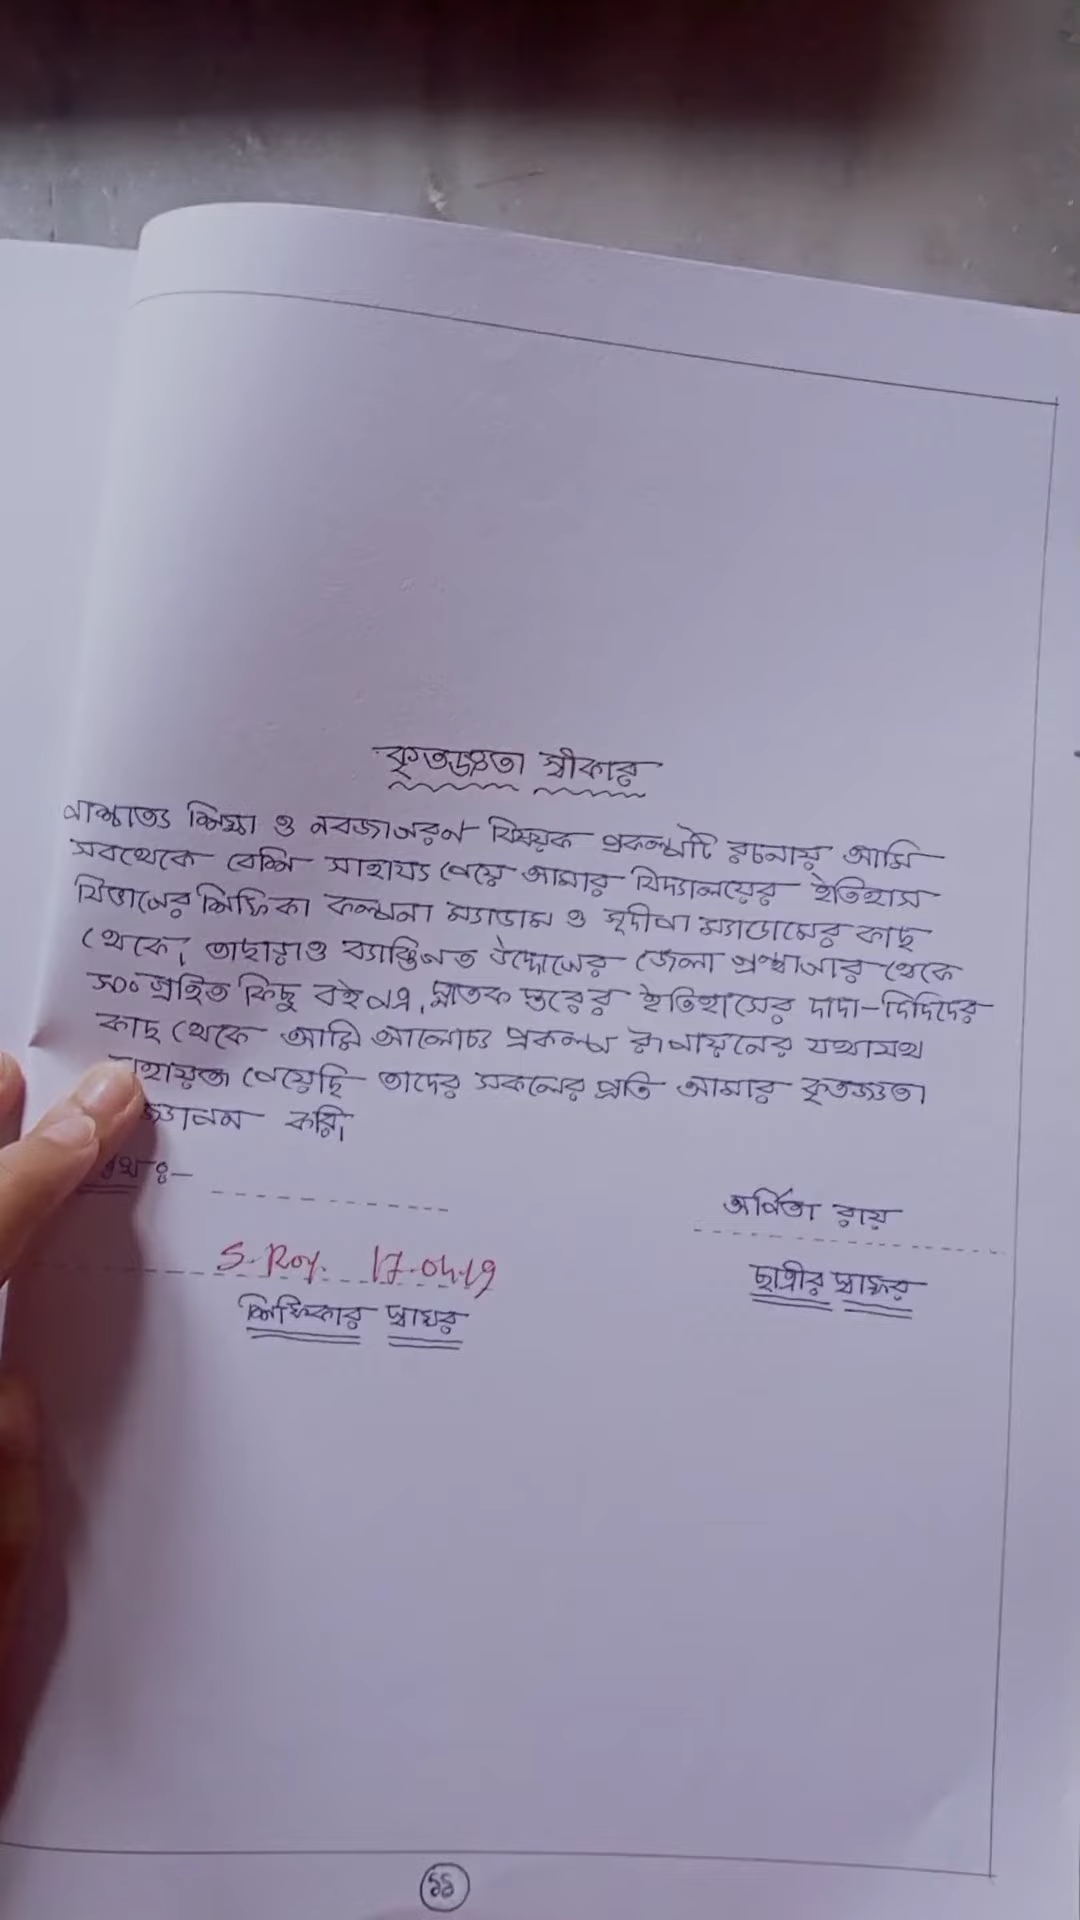 কৃতজ্ঞতা স্বীকার
পাশ্চাত্য শিক্ষা ও নবজাগরণ বিষয়ক প্রকল্পটি রচনায় আমি
সবথেকে বেশি সাহায্য পেয়ে আমার বিদ্যালয়ের ইতিহাস
বিভাগের শিক্ষিকা কল্পনা ম্যাডাম ও সুদীপা ম্যাডামের কাছ
থেকে। তাছাড়াও ব্যাক্তিগত উদ্দোগের জেলা গ্রন্থাগার থেকে
সংগ্রহিত কিছু বইপত্র, স্নাতক স্তরের ইতিহাসের দাদা-দিদিদের
কাছ থেকে আমি আলোচ্য প্রকল্প রূপায়নের যথাযথ
পেয়েছি তাদের সকলের প্রতি আমার কৃতজ্ঞতা
করি।
অর্পিতা রায়
S. Roy. 17.04.19
ছাত্রীর স্বাক্ষর
শিক্ষিকার স্বাক্ষর
১১